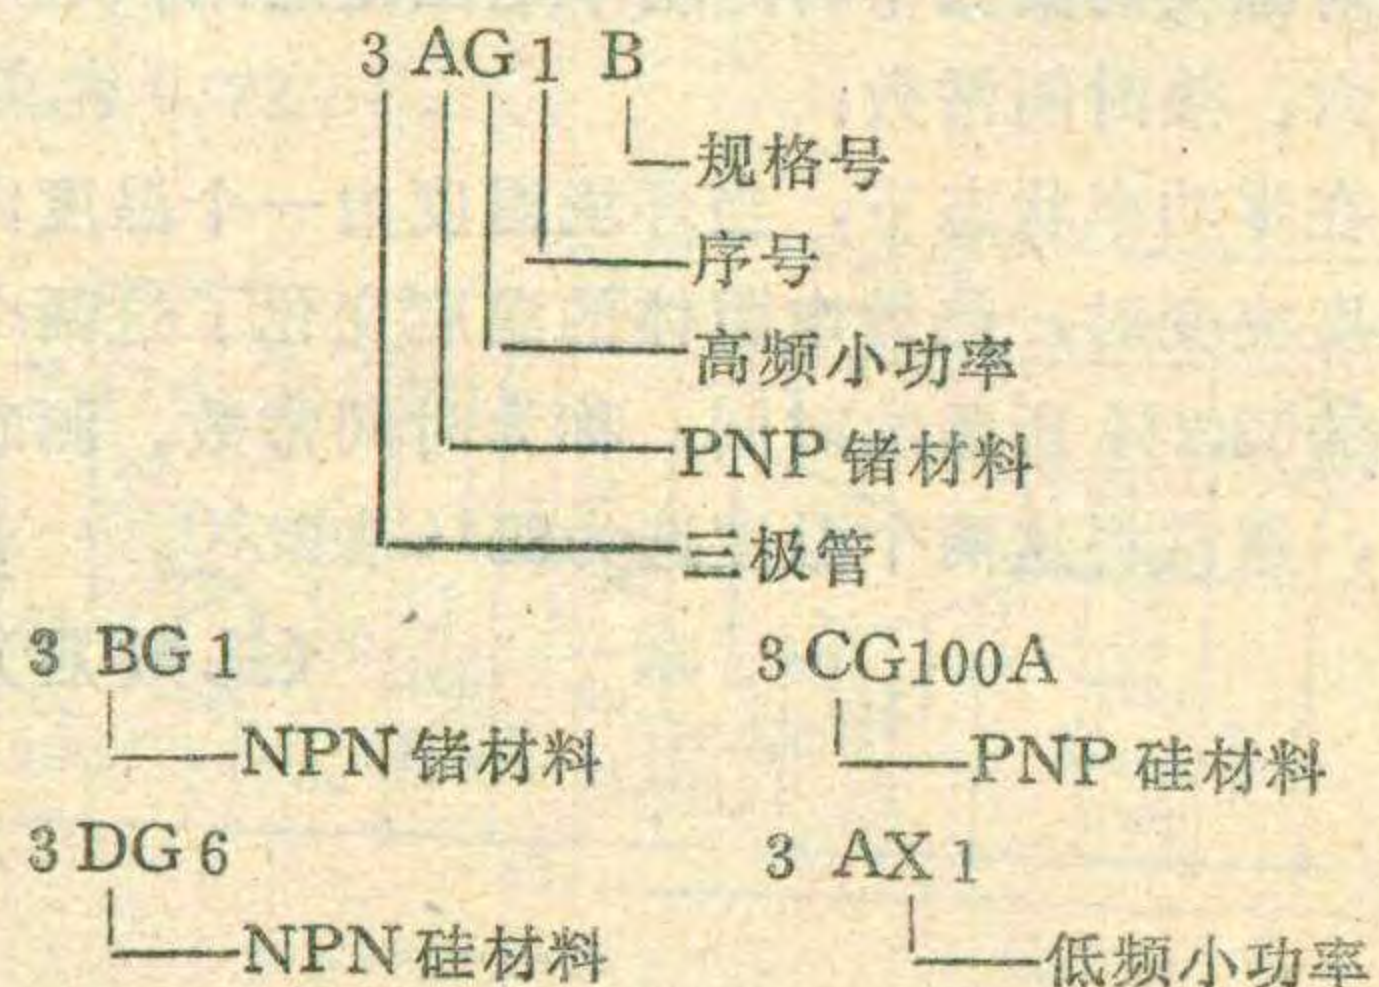 3 AG 1 B
规格号
序号
高频小功率
PNP 锗材料
三极管
3 BG 1
3 CG100A
NPN 锗材料
PNP 硅材料
3 DG 6
3 AX 1
NPN 硅材料
低频小功率